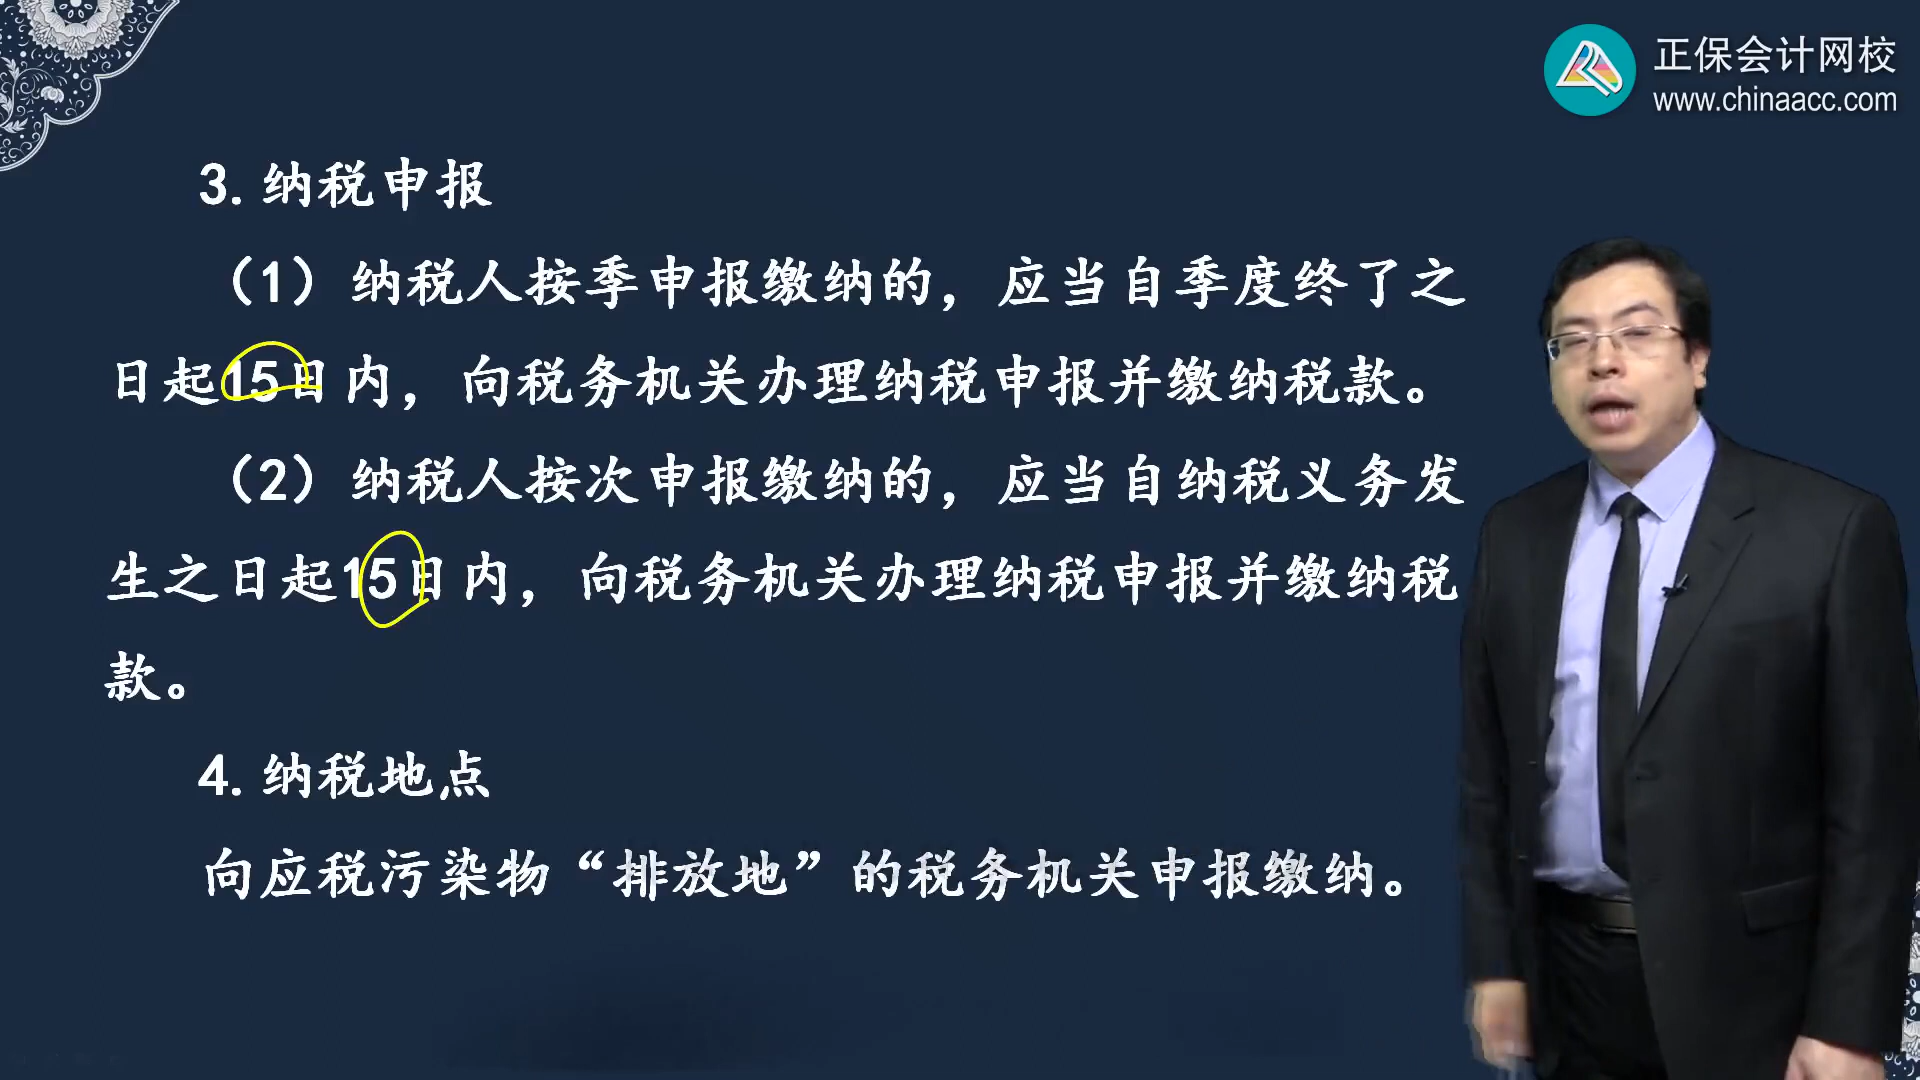 正保会计网校
www.chinaacc.com
3.纳税申报
（1）纳税人按季申报缴纳的，应当自季度终了之
日起15日内，向税务机关办理纳税申报并缴纳税款。
（2）纳税人按次申报缴纳的，应当自纳税义务发
生之日起15日内，向税务机关办理纳税申报并缴纳税
款。
4.纳税地点
向应税污染物“排放地”的税务机关申报缴纳。